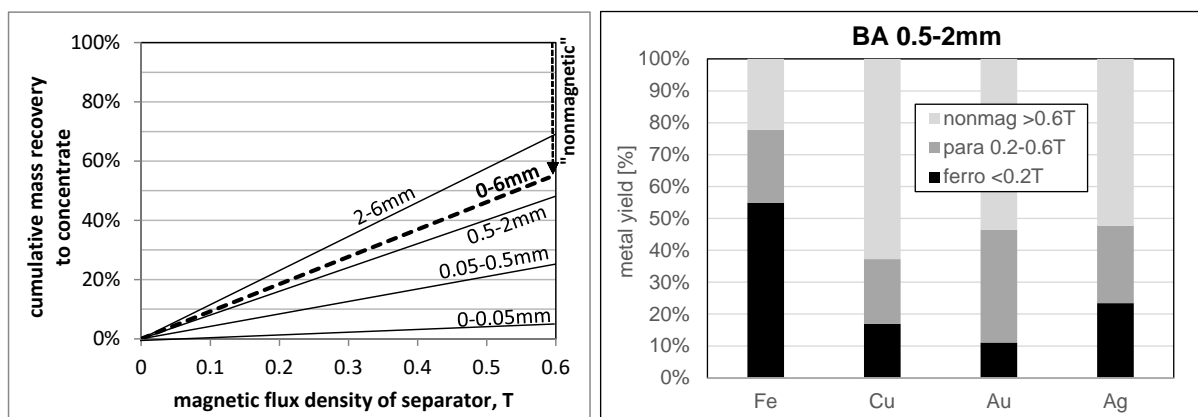 cumulative mass recovery
to concentrate
100%
80%
60%
40%
20%
0%
0
0.1
0.2
0.3
0.4
0.5
0.6
magnetic flux density of separator, T
2-6mm
0-6mm
0.5-2mm
0.05-0.5mm
0-0.05mm
"nonmagnetic"
BA 0.5-2mm
metal yield [%]
100%
90%
80%
70%
60%
50%
40%
30%
20%
10%
0%
nonmag >0.6T
para 0.2-0.6T
ferro <0.2T
Fe
Cu
Au
Ag